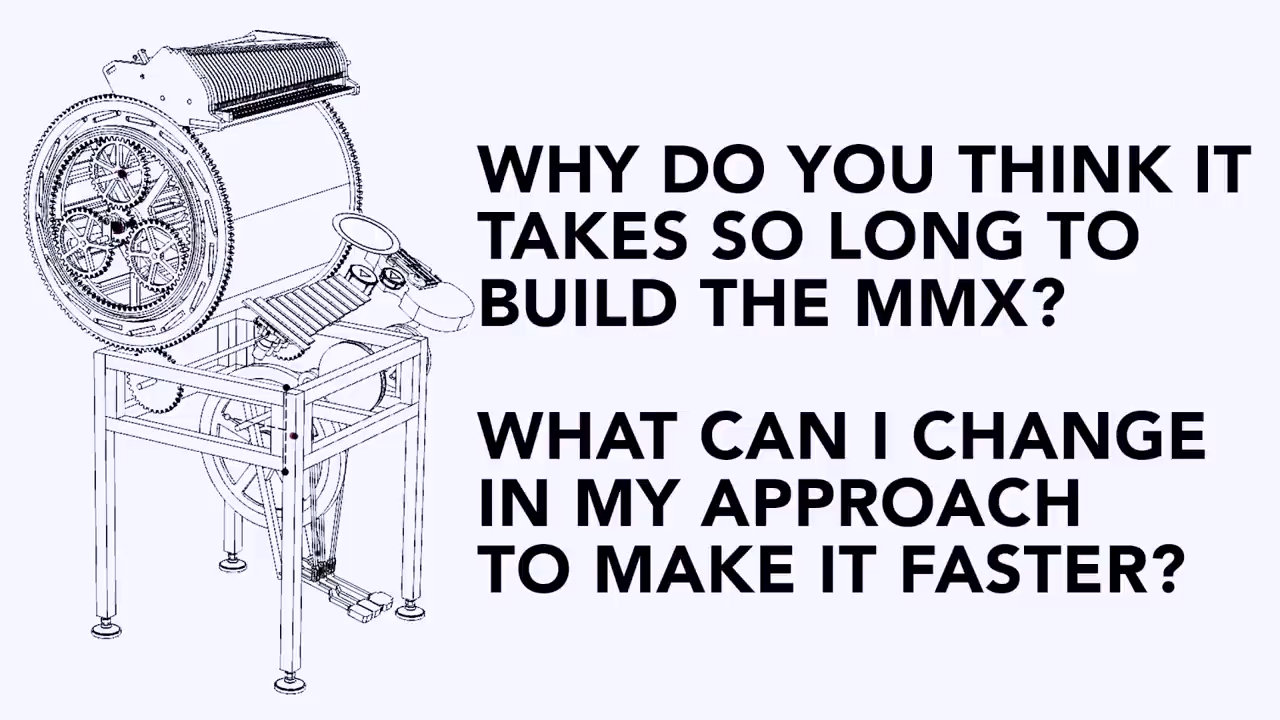 WHY DO YOU THINK IT
TAKES SO LONG TO
BUILD THE MMX?
WHAT CAN I CHANGE
IN MY APPROACH
TO MAKE IT FASTER?